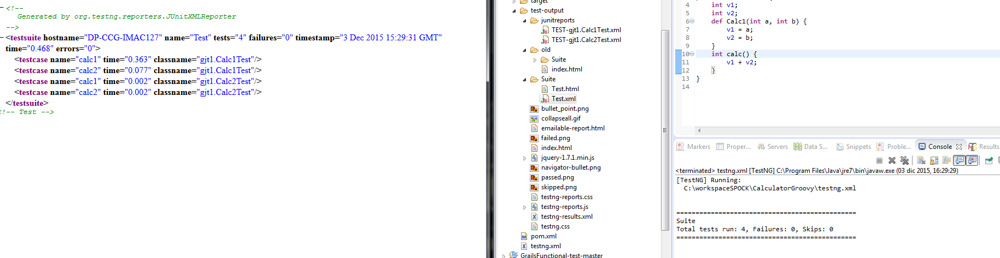 <!--
Generated by org.testng.reporters.JUnitXMLReporter
-->
<testsuite hostname="DP-CCG-IMAC127" name="Test" tests="4" failures="0" timestamp="3 Dec 2015 15:29:31 GMT"
time="0.468" errors="0">
<testcase name="calc1" time="0.363" classname="gjt1.Calc1Test"/>
<testcase name="calc2" time="0.077" classname="gjt1.Calc1Test"/>
<testcase name="calc1" time="0.002" classname="gjt1.Calc2Test"/>
<testcase name="calc2" time="0.002" classname="gjt1.Calc2Test"/>
</testsuite>
<!-- Test -->
target
test-output
junitreports
TEST-gjt1.Calc1Test.xml
TEST-gjt1.Calc2Test.xml
old
Suite
index.html
Suite
Test.html
Test.xml
bullet_point.png
collapseall.gif
emailable-report.html
failed.png
index.html
jquery-1.7.1.min.js
navigator-bullet.png
passed.png
skipped.png
testng-reports.css
testng-reports.js
testng-results.xml
testng.css
pom.xml
testng.xml
GrailsFunctional-test-master
4 int v1;
5 int v2;
6 def Calc1(int a, int b) {
7 v1 = a;
8 v2 = b;
9 }
10 int calc() {
11 v1 + v2;
12 }
13 }
14
Markers Proper... Servers Data S... Snippets Proble... Console Results
<terminated> testng.xml [TestNG] C:\Program Files\Java\jre7\bin\javaw.exe (03 dic 2015, 16:29:29)
[TestNG] Running:
C:\workspaceSPOCK\CalculatorGroovy\testng.xml
===============================================
Suite
Total tests run: 4, Failures: 0, Skips: 0
===============================================